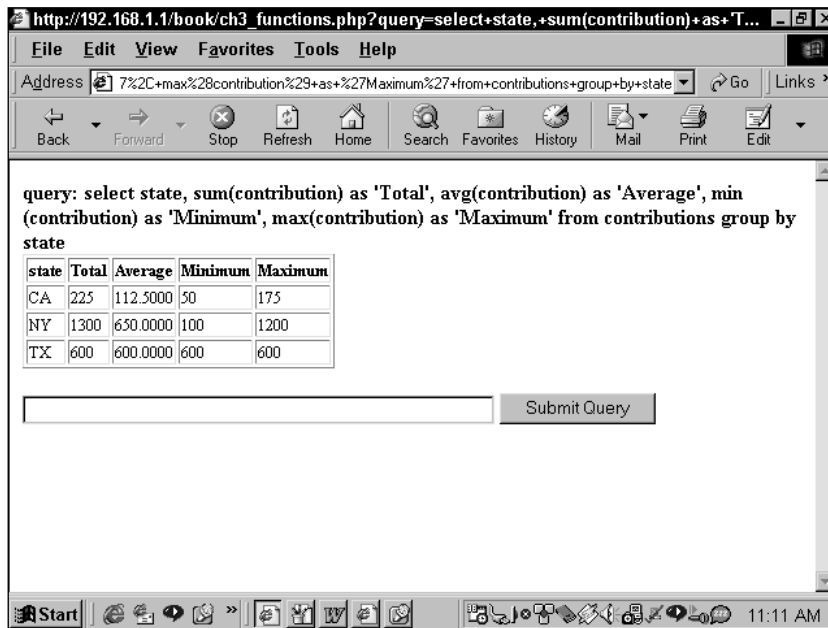 http://192.168.1.1/book/ch3_functions.php?query=select+state,+sum(contribution)+as+'T...
File Edit View Favorites Tools Help
Address 7%2C+max%28contribution%29+as+%27Maximum%27+from+contributions+group+by+state Go Links
Back Forward Stop Refresh Home Search Favorites History Mail Print Edit
query: select state, sum(contribution) as 'Total', avg(contribution) as 'Average', min
(contribution) as 'Minimum', max(contribution) as 'Maximum' from contributions group by
state
state Total Average Minimum Maximum
CA 225 112.5000 50 175
NY 1300 650.0000 100 1200
TX 600 600.0000 600 600
Submit Query
Start 11:11 AM